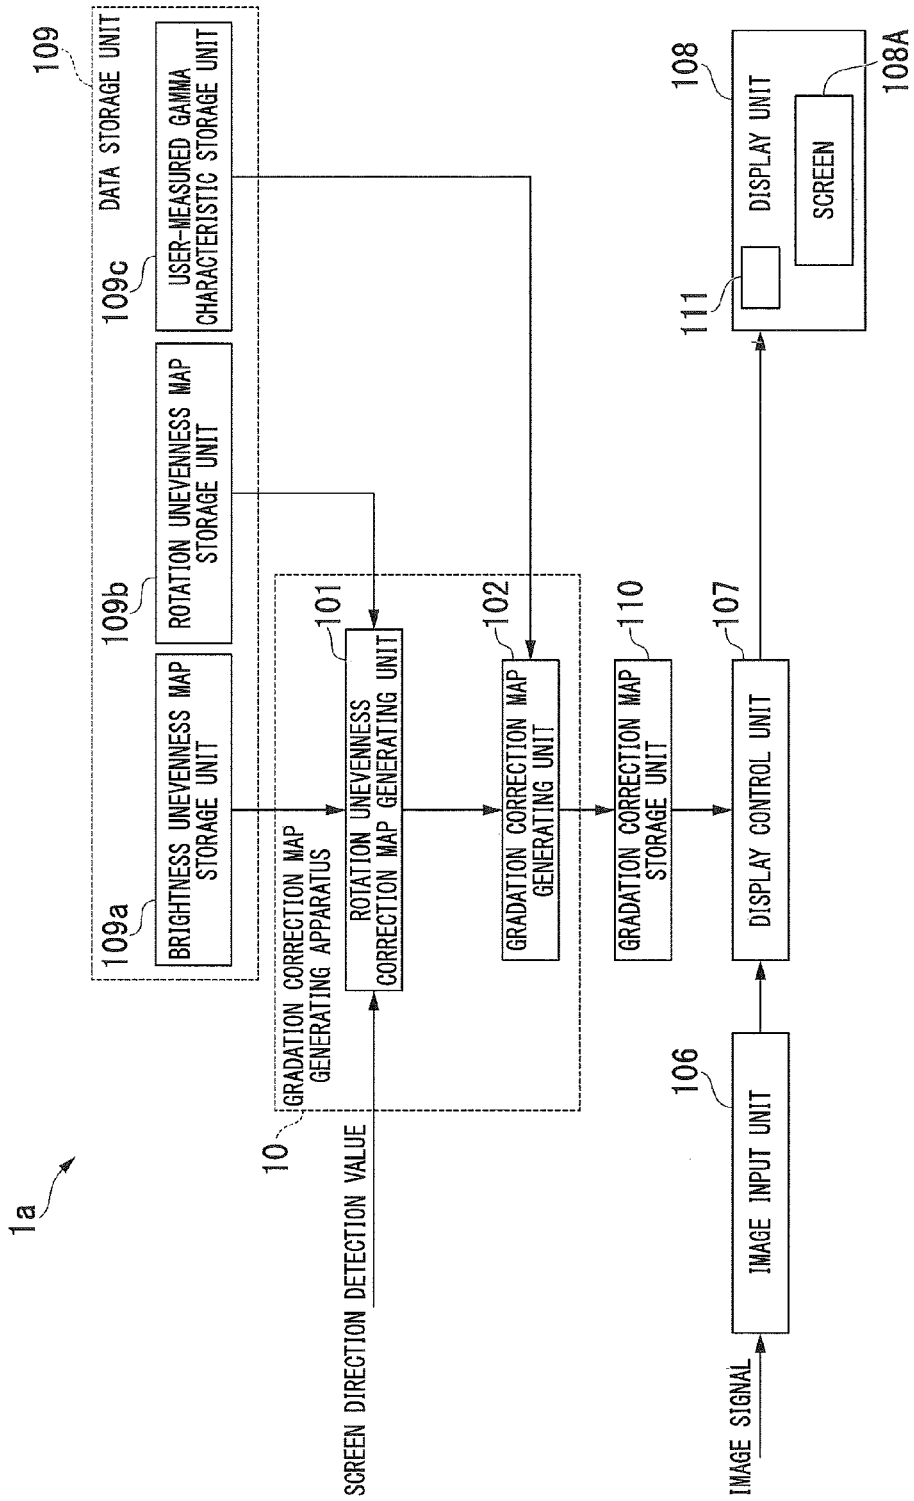 1a
109
DATA STORAGE UNIT
109a
BRIGHTNESS UNEVENNESS MAP
STORAGE UNIT
109b
ROTATION UNEVENNESS MAP
STORAGE UNIT
109c
USER-MEASURED GAMMA
CHARACTERISTIC STORAGE UNIT
10
GRADATION CORRECTION MAP
GENERATING APPARATUS
SCREEN DIRECTION DETECTION VALUE
101
ROTATION UNEVENNESS
CORRECTION MAP GENERATING UNIT
102
GRADATION CORRECTION MAP
GENERATING UNIT
110
GRADATION CORRECTION MAP
STORAGE UNIT
IMAGE SIGNAL
106
IMAGE INPUT UNIT
107
DISPLAY CONTROL UNIT
108
DISPLAY UNIT
111
SCREEN
108A